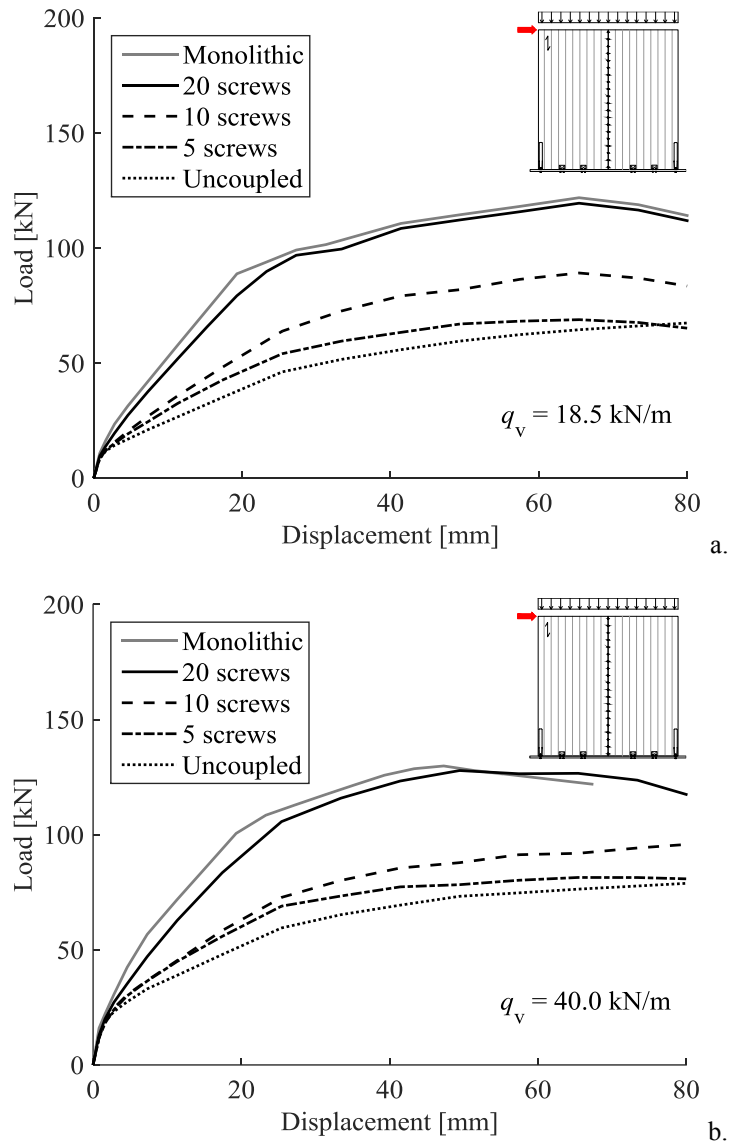 200
150
100
50
0
Load [kN]
Monolithic
20 screws
10 screws
5 screws
Uncoupled
q_v = 18.5 kN/m
0 20 40 60 80
Displacement [mm]
a.
200
150
100
50
0
Load [kN]
Monolithic
20 screws
10 screws
5 screws
Uncoupled
q_v = 40.0 kN/m
0 20 40 60 80
Displacement [mm]
b.